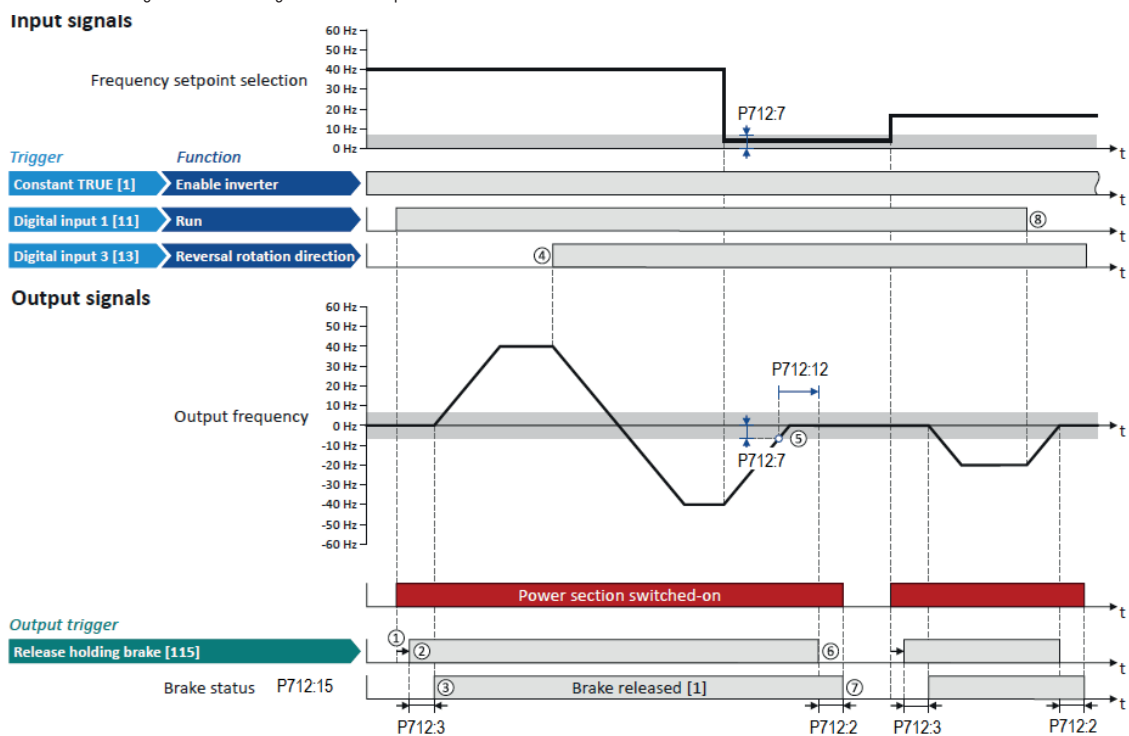 Input signals
60 Hz
50 Hz
40 Hz
30 Hz
20 Hz
10 Hz
0 Hz
Frequency setpoint selection
P712:7
t
Trigger Function
Constant TRUE [1] Enable inverter
t
Digital input 1 [11] Run
⑧
t
Digital input 3 [13] Reversal rotation direction
④
t
Output signals
60 Hz
50 Hz
40 Hz
30 Hz
20 Hz
10 Hz
0 Hz
-10 Hz
-20 Hz
-30 Hz
-40 Hz
-50 Hz
-60 Hz
Output frequency
P712:12
⑤
P712:7
t
Power section switched-on
t
Output trigger
Release holding brake [115]
① ② ⑥
t
Brake status P712:15
③ Brake released [1] ⑦
t
P712:3 P712:2 P712:3 P712:2